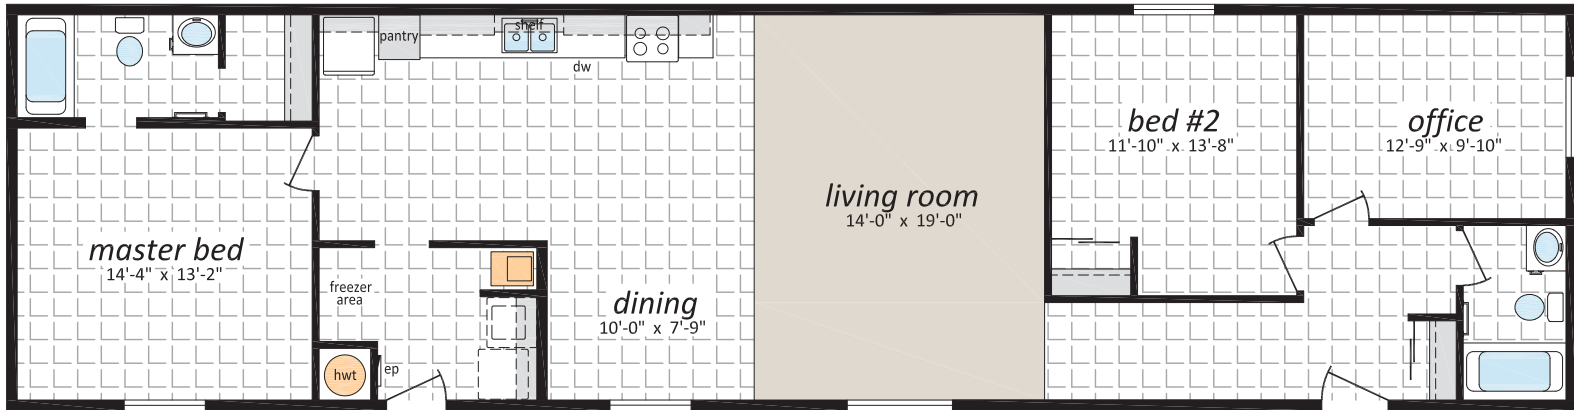 shelf
pantry
dw
bed #2
11'-10" x 13'-8"
office
12'-9" x 9'-10"
living room
14'-0" x 19'-0"
master bed
14'-4" x 13'-2"
freezer
area
dining
10'-0" x 7'-9"
hwt
ep